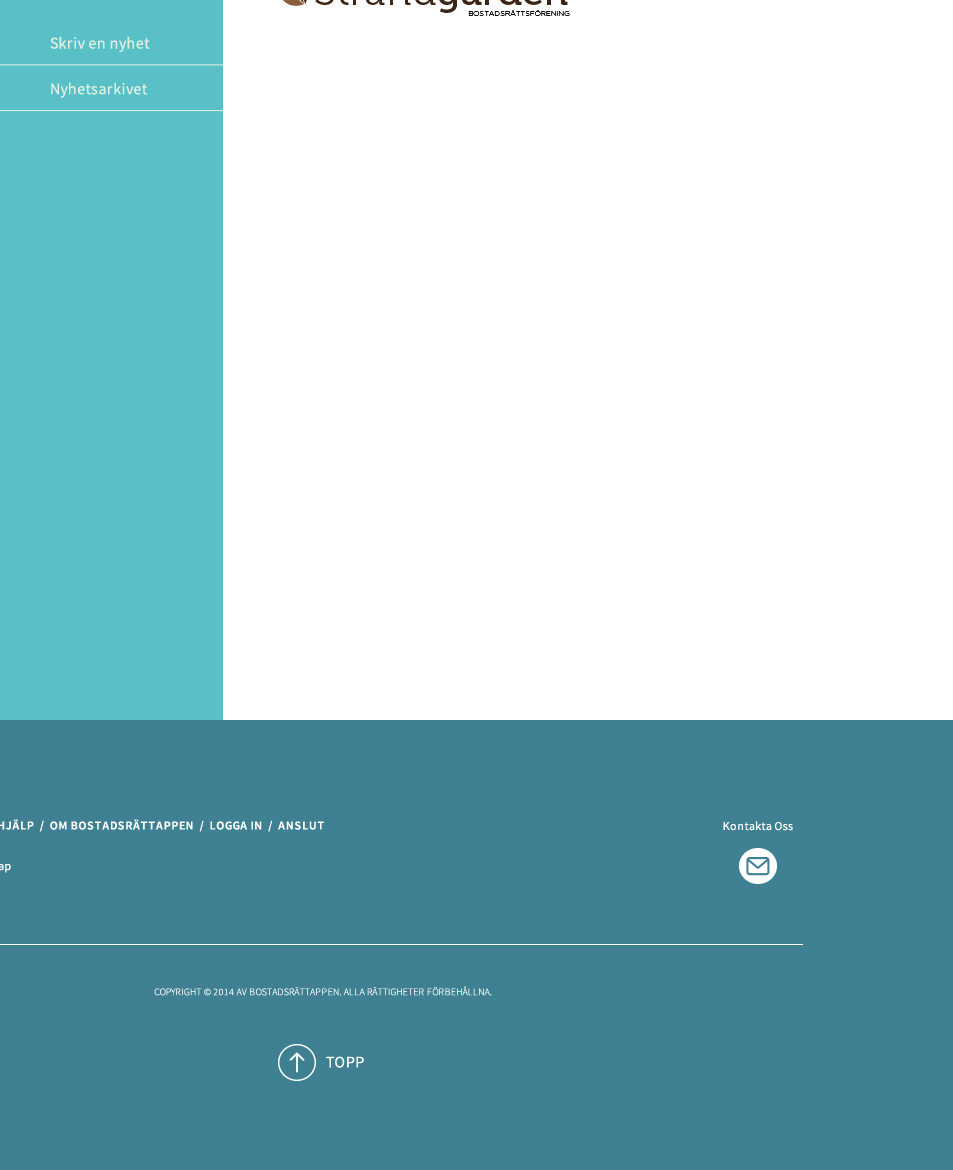 Strandgården
BOSTADSRÄTTSFÖRENING
Skriv en nyhet
Nyhetsarkivet
HJÄLP / OM BOSTADSRÄTTAPPEN / LOGGA IN / ANSLUT
Kontakta Oss
ap
COPYRIGHT © 2014 AV BOSTADSRÄTTAPPEN. ALLA RÄTTIGHETER FÖRBEHÅLLNA.
TOPP